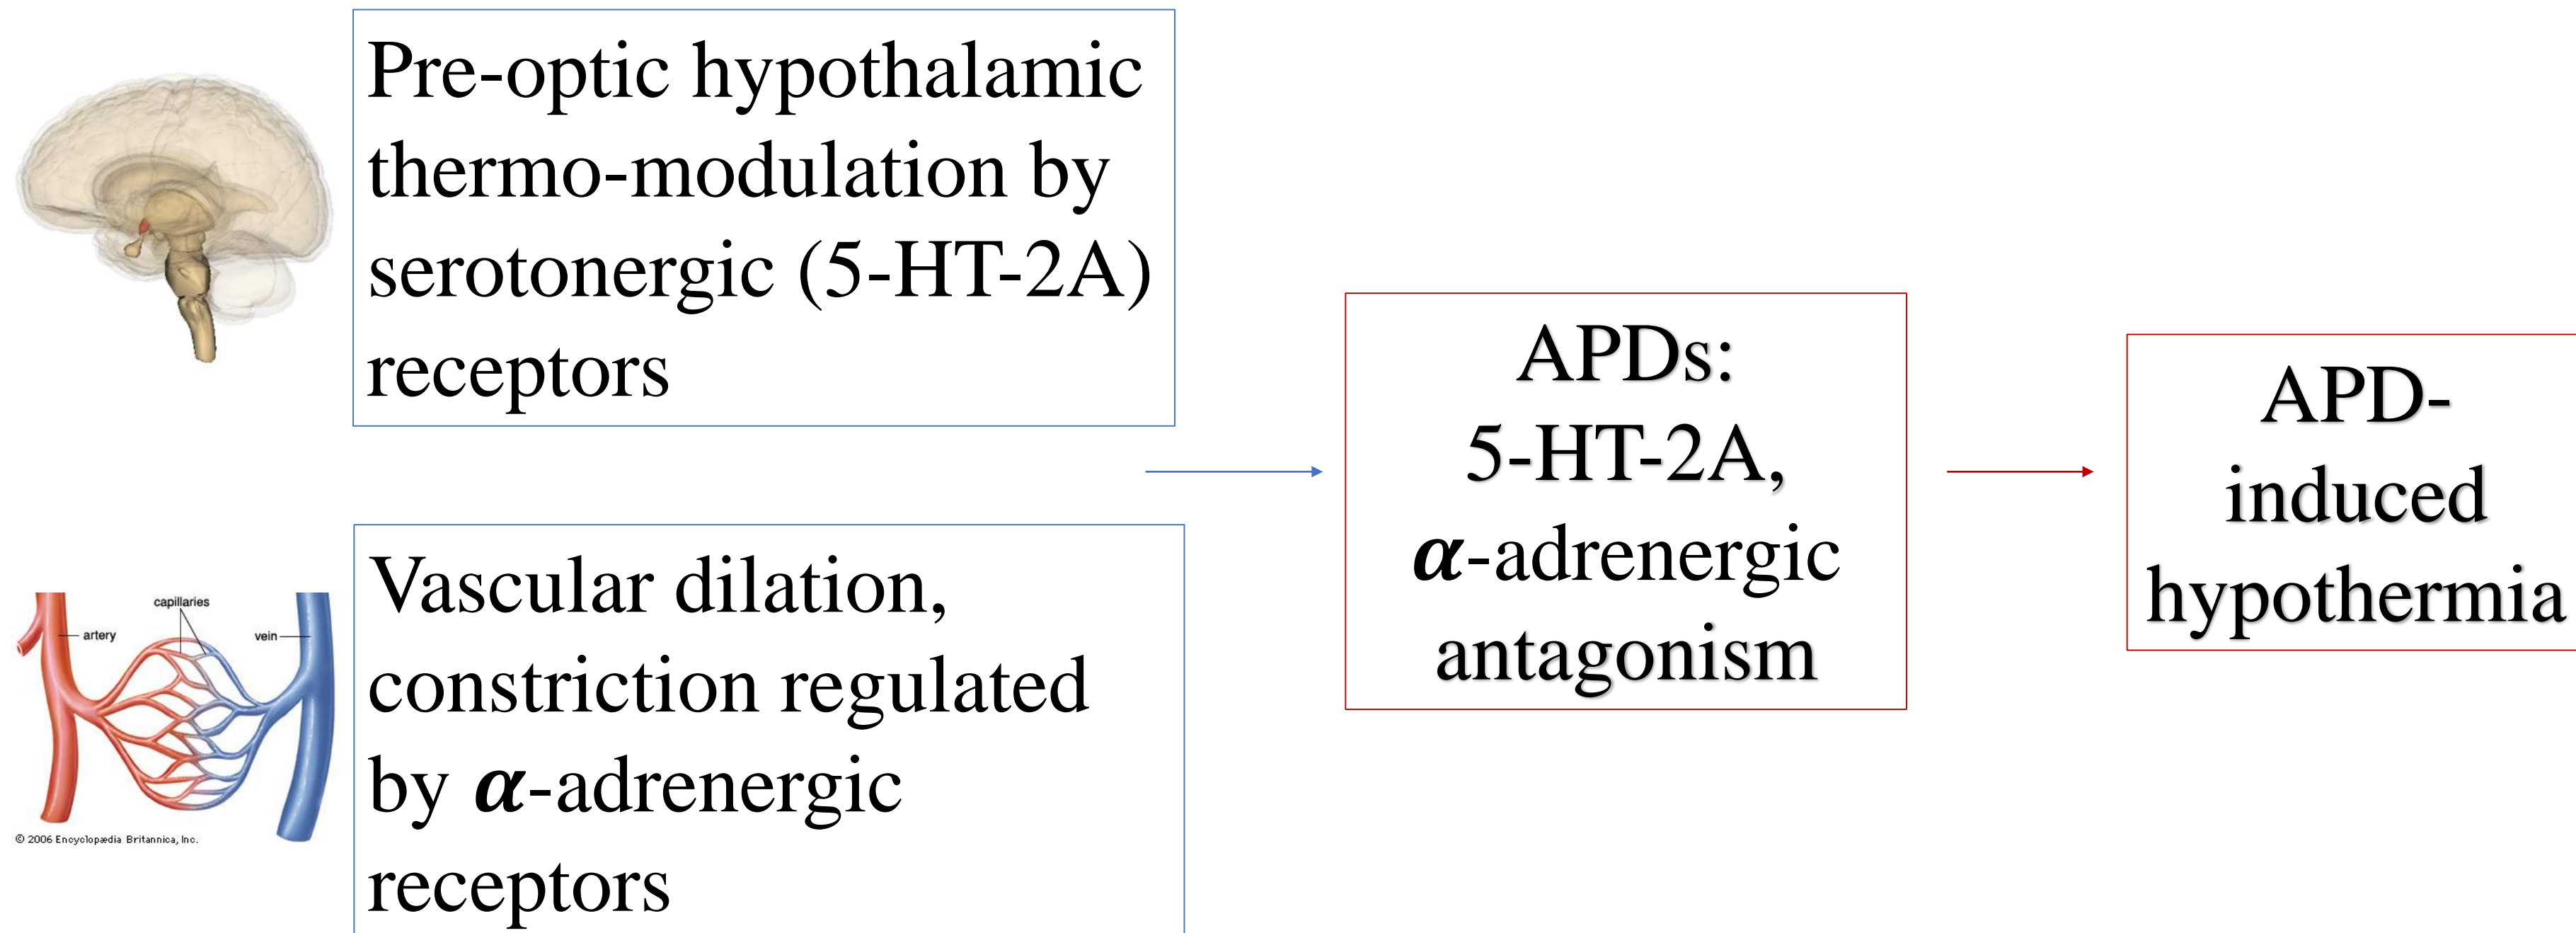 Pre-optic hypothalamic
thermo-modulation by
serotonergic (5-HT-2A)
receptors
capillaries
artery
vein
© 2006 Encyclopædia Britannica, Inc.
Vascular dilation,
constriction regulated
by α-adrenergic
receptors
APDs:
5-HT-2A,
α-adrenergic
antagonism
APD-
induced
hypothermia